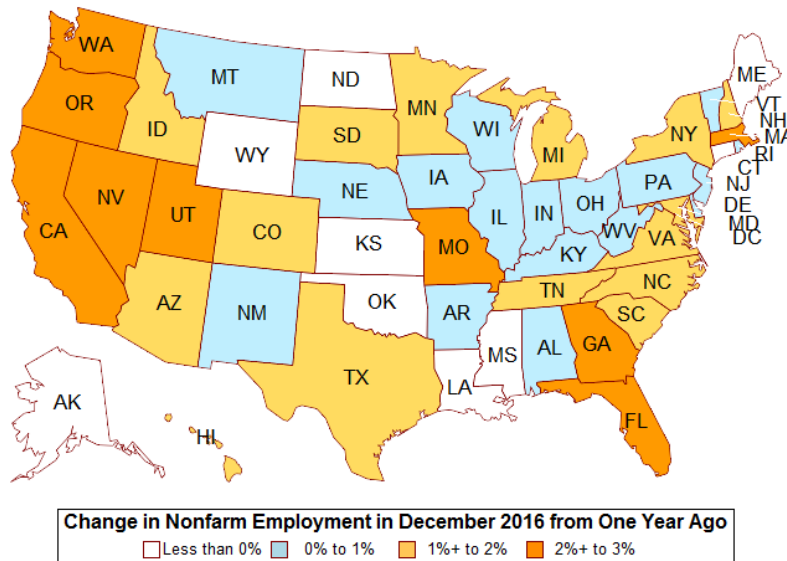 WA
MT
ND
ME
OR
ID
MN
VT
NH
SD
WI
NY
MA
WY
MI
RI
CT
NE
IA
PA
NJ
NV
IL
IN
OH
DE
UT
CO
WV
MD
CA
KS
MO
KY
VA
DC
TN
NC
AZ
OK
NM
AR
SC
MS
AL
GA
TX
LA
AK
FL
HI
Change in Nonfarm Employment in December 2016 from One Year Ago
Less than 0% 0% to 1% 1%+ to 2% 2%+ to 3%